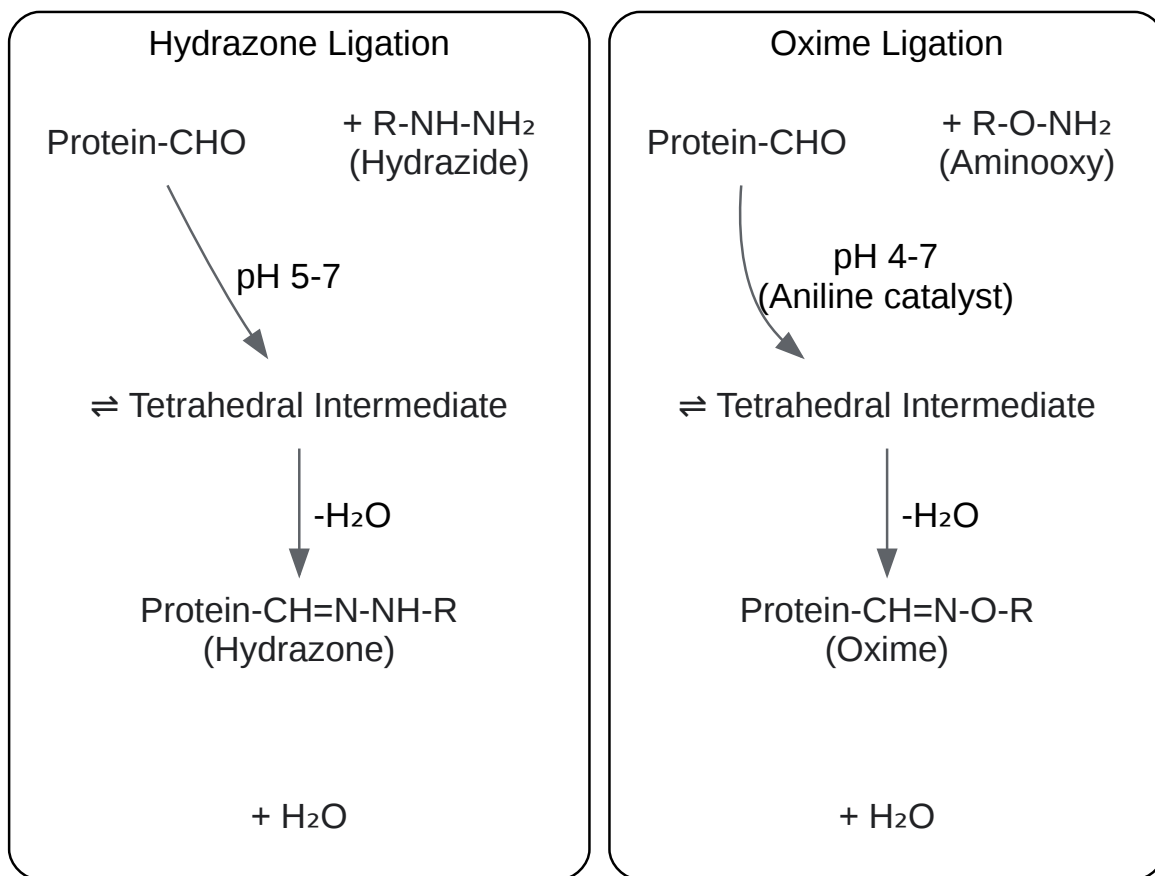 Hydrazone Ligation
Protein-CHO
+ R-NH-NH₂
(Hydrazide)
pH 5-7
⇌ Tetrahedral Intermediate
-H₂O
Protein-CH=N-NH-R
(Hydrazone)
+ H₂O
Oxime Ligation
Protein-CHO
+ R-O-NH₂
(Aminooxy)
pH 4-7
(Aniline catalyst)
⇌ Tetrahedral Intermediate
-H₂O
Protein-CH=N-O-R
(Oxime)
+ H₂O